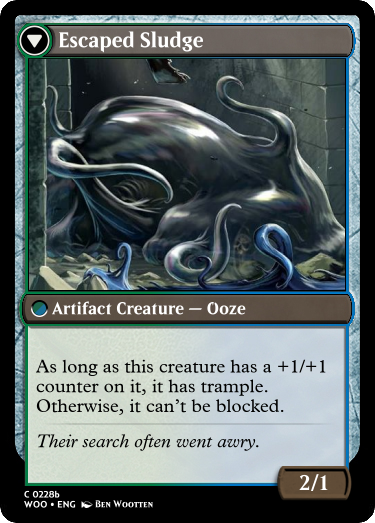 Escaped Sludge
Artifact Creature — Ooze
As long as this creature has a +1/+1
counter on it, it has trample.
Otherwise, it can't be blocked.
Their search often went awry.
2/1
C 0228b
WOO • ENG Ben Wootten